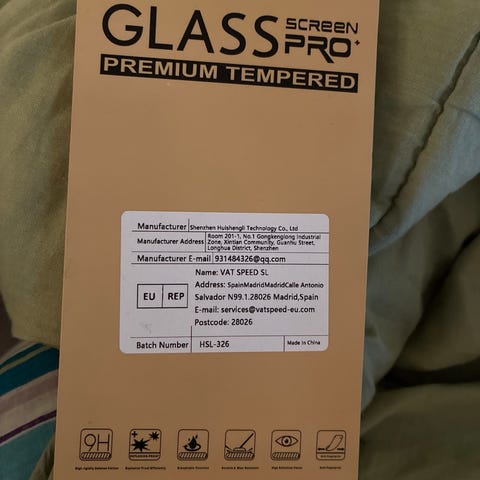 GLASS SCREEN PRO+
PREMIUM TEMPERED
Manufacturer Shenzhen Huishengli Technology Co., Ltd
Manufacturer Address Room 201-1, No.1 Gongkenglong Industrial
Zone, Xintian Community, Guanhu Street,
Longhua District, Shenzhen
Manufacturer E-mail 931484326@qq.com
EU REP
Name: VAT SPEED SL
Address: SpainMadridMadridCalle Antonio
Salvador N99.1.28026 Madrid,Spain
E-mail: services@vatspeed-eu.com
Postcode: 28026
Batch Number HSL-326 Made in China
9H
EXPLOSION-PROOF